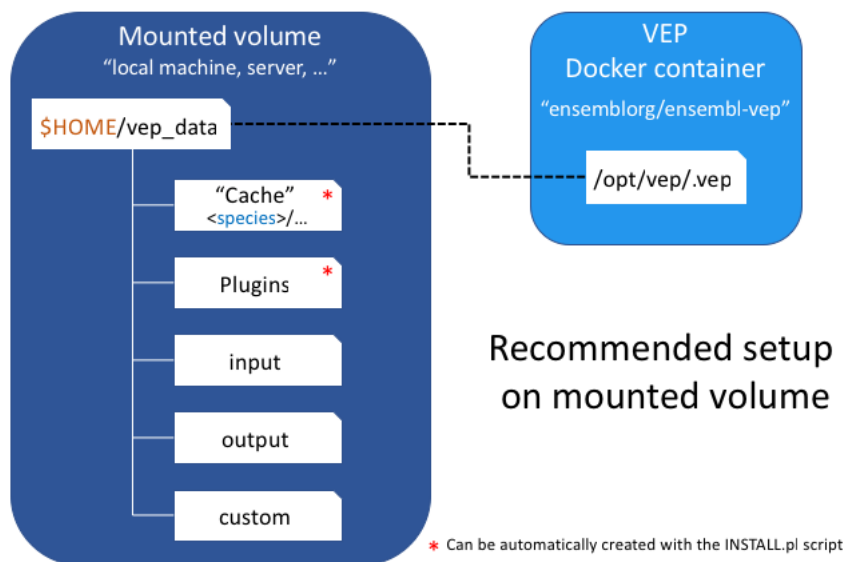 Mounted volume
“local machine, server, …”
$HOME/vep_data
“Cache” *
<species>/…
Plugins *
input
output
custom
VEP
Docker container
“ensemblorg/ensembl-vep”
/opt/vep/.vep
Recommended setup
on mounted volume
* Can be automatically created with the INSTALL.pl script